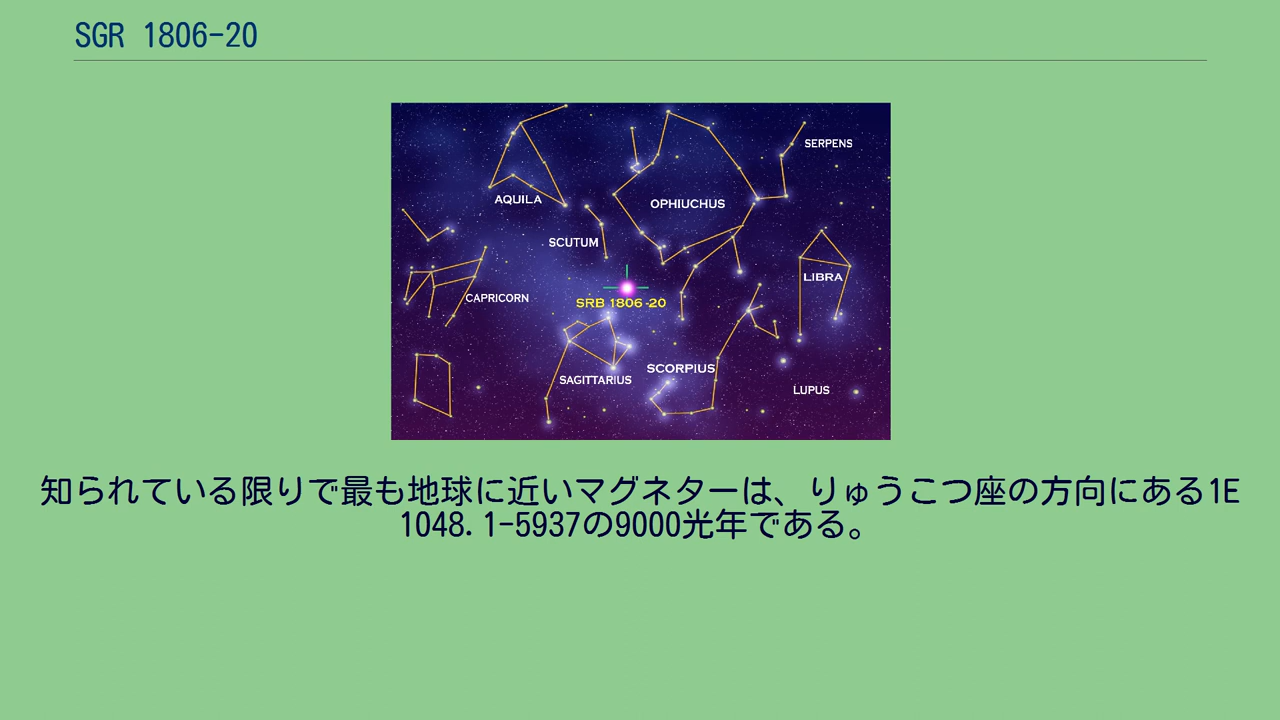 SGR 1806-20
SERPENS
AQUILA
OPHIUCHUS
SCUTUM
LIBRA
CAPRICORN
SRB 1806-20
SCORPIUS
SAGITTARIUS
LUPUS
知られている限りで最も地球に近いマグネターは、りゅうこつ座の方向にある1E
1048.1-5937の9000光年である。